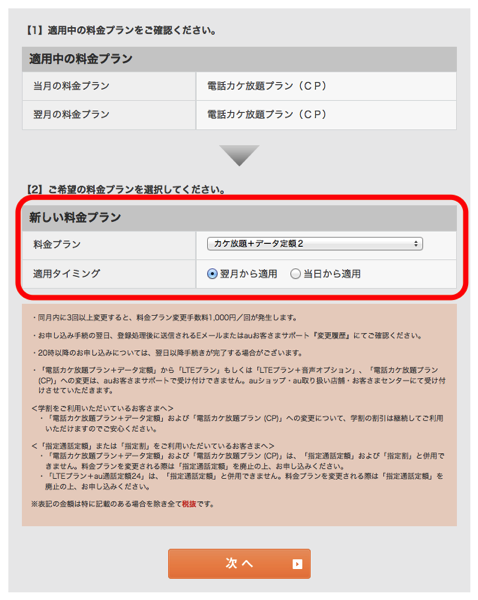 【1】適用中の料金プランをご確認ください。
適用中の料金プラン
当月の料金プラン 電話カケ放題プラン（ＣＰ）
翌月の料金プラン 電話カケ放題プラン（ＣＰ）
【2】ご希望の料金プランを選択してください。
新しい料金プラン
料金プラン カケ放題＋データ定額２
適用タイミング 翌月から適用 当日から適用
・同月内に3回以上変更すると、料金プラン変更手数料1,000円／回が発生します。
・お申し込み手続の翌日、登録処理後に送信されるEメールまたはauお客さまサポート『変更履歴』にてご確認ください。
・20時以降のお申し込みについては、翌日以降手続きが完了する場合がございます。
・「電話カケ放題プラン＋データ定額」から「LTEプラン」もしくは「LTEプラン＋音声オプション」、「電話カケ放題プラン
(CP)」への変更は、auお客さまサポートで受け付けできません。auショップ・au取り扱い店舗・お客さまセンターにて受け付
けさせていただきます。
＜学割をご利用いただいているお客さまへ＞
・「電話カケ放題プラン＋データ定額」および「電話カケ放題プラン (CP)」への変更について、学割の割引は継続してご利用
いただけますのでご安心ください。
＜「指定通話定額」または「指定割」をご利用いただいているお客さまへ＞
・「電話カケ放題プラン＋データ定額」および「電話カケ放題プラン (CP)」は、「指定通話定額」および「指定割」と併用で
きません。料金プランを変更される際は「指定通話定額」を廃止の上、お申し込みください。
・「LTEプラン＋au通話定額24」は、「指定通話定額」と併用できません。料金プランを変更される際は「指定通話定額」を
廃止の上、お申し込みください。
※表記の金額は特に記載のある場合を除き全て税抜です。
次 へ